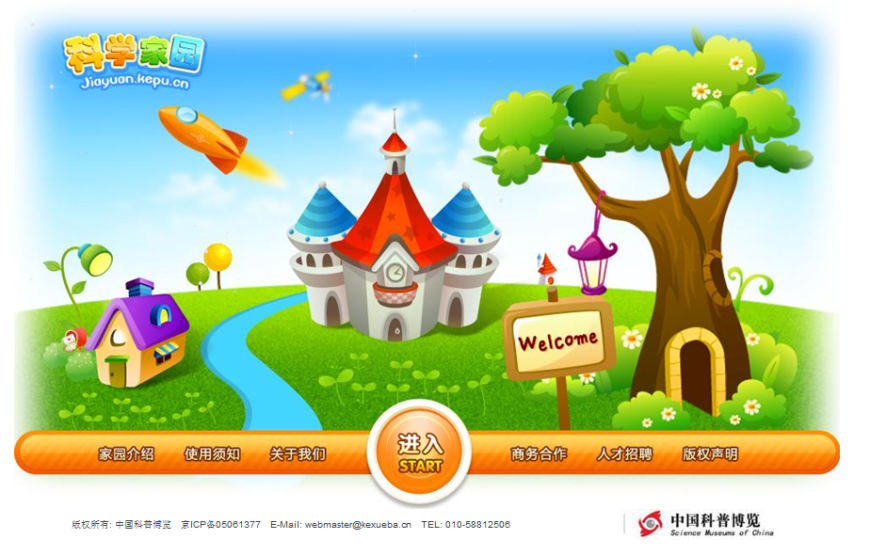 科学家园
Jiayuan.kepu.cn
Welcome
家园介绍 使用须知 关于我们
进入
START
商务合作 人才招聘 版权声明
版权所有: 中国科普博览 京ICP备05061377 E-Mail: webmaster@kexueba.cn TEL: 010-58812506
中国科普博览
Science Museums of China